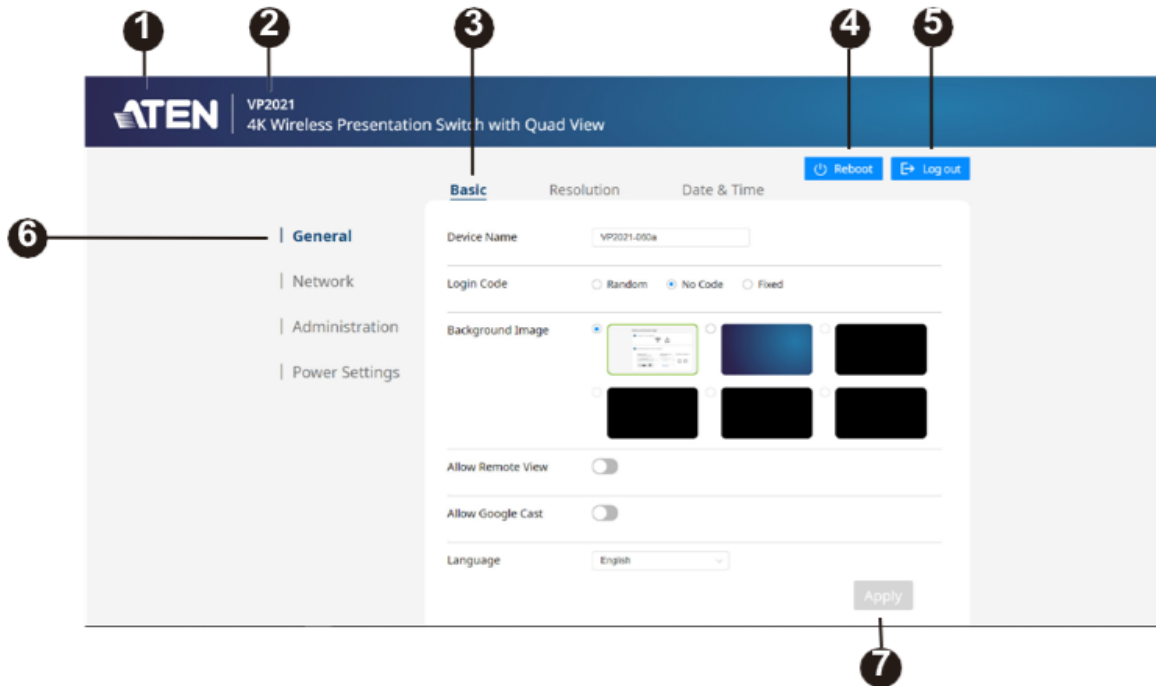 1 2 3 4 5
ATEN
VP2021
4K Wireless Presentation Switch with Quad View
Reboot Log out
Basic Resolution Date & Time
6
General
Network
Administration
Power Settings
Device Name VP2021-060a
Login Code Random No Code Fixed
Background Image
Allow Remote View
Allow Google Cast
Language English
Apply
7